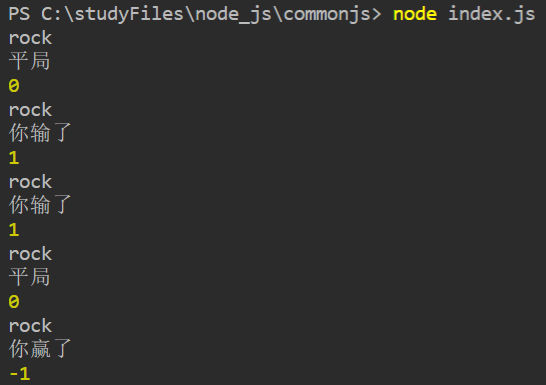 PS C:\studyFiles\node_js\commonjs> node index.js
rock
平局
0
rock
你输了
1
rock
你输了
1
rock
平局
0
rock
你赢了
-1